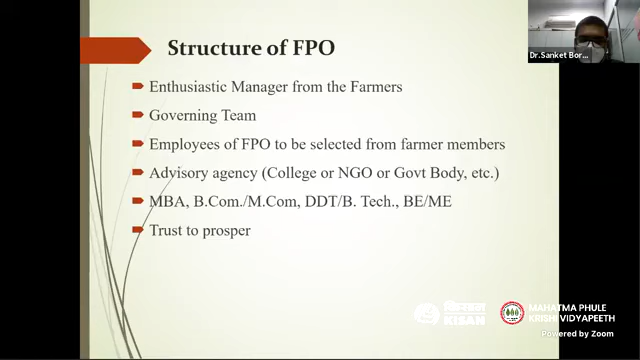 Structure of FPO
Dr.Sanket Bor...
Enthusiastic Manager from the Farmers
Governing Team
Employees of FPO to be selected from farmer members
Advisory agency (College or NGO or Govt Body, etc.)
MBA, B.Com./M.Com, DDT/B. Tech., BE/ME
Trust to prosper
किसान
KISAN
MAHATMA PHULE
KRISHI VIDYAPEETH
Powered by Zoom